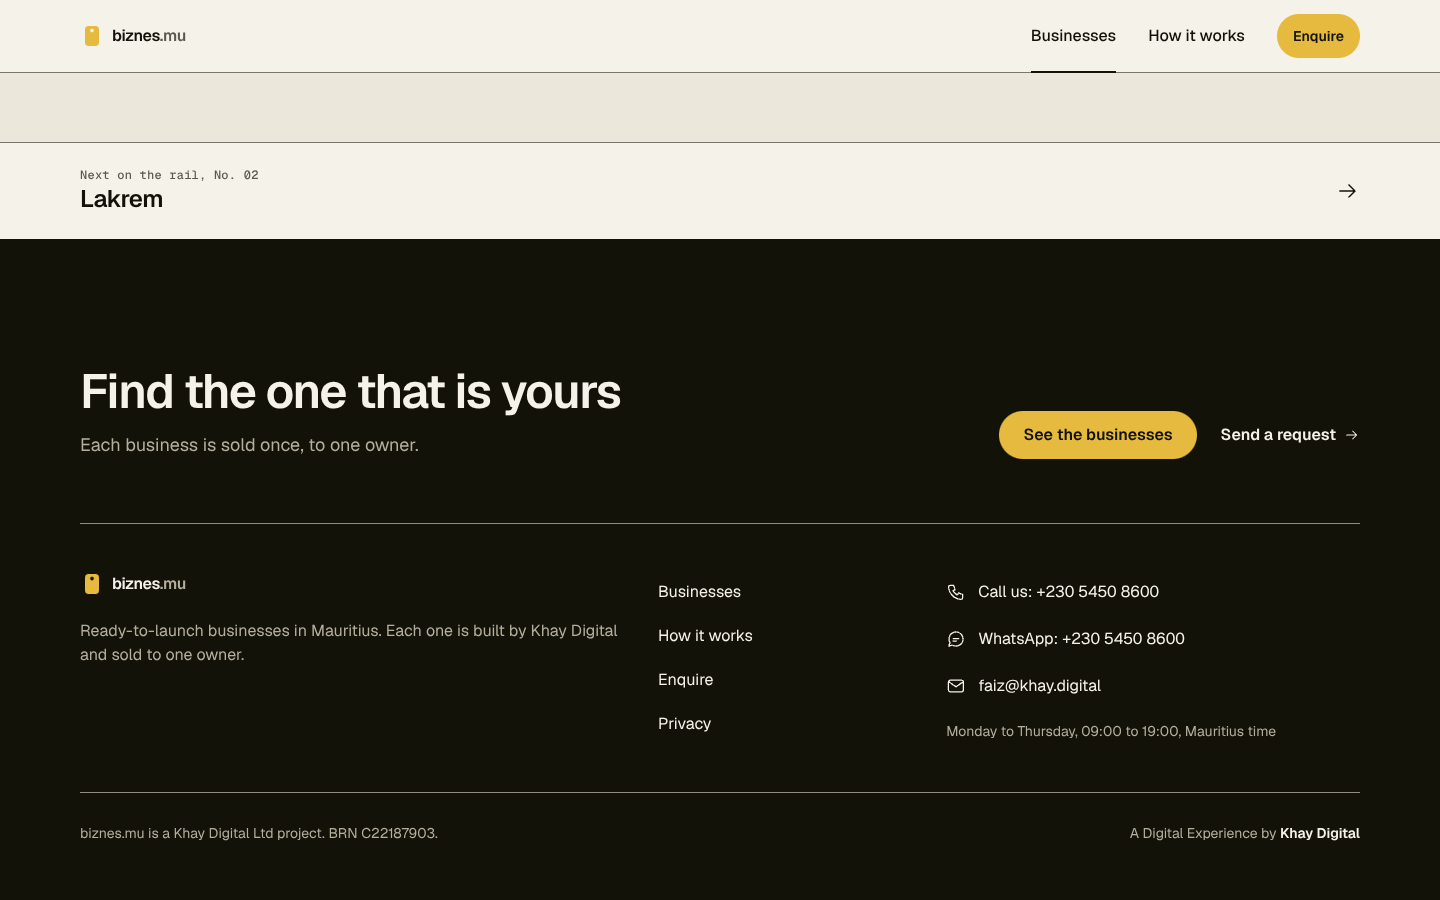 biznes.mu
Businesses
How it works
Enquire
Next on the rail, No. 02
Lakrem
Find the one that is yours
Each business is sold once, to one owner.
See the businesses
Send a request
biznes.mu
Ready-to-launch businesses in Mauritius. Each one is built by Khay Digital
and sold to one owner.
Businesses
How it works
Enquire
Privacy
Call us: +230 5450 8600
WhatsApp: +230 5450 8600
faiz@khay.digital
Monday to Thursday, 09:00 to 19:00, Mauritius time
biznes.mu is a Khay Digital Ltd project. BRN C22187903.
A Digital Experience by Khay Digital